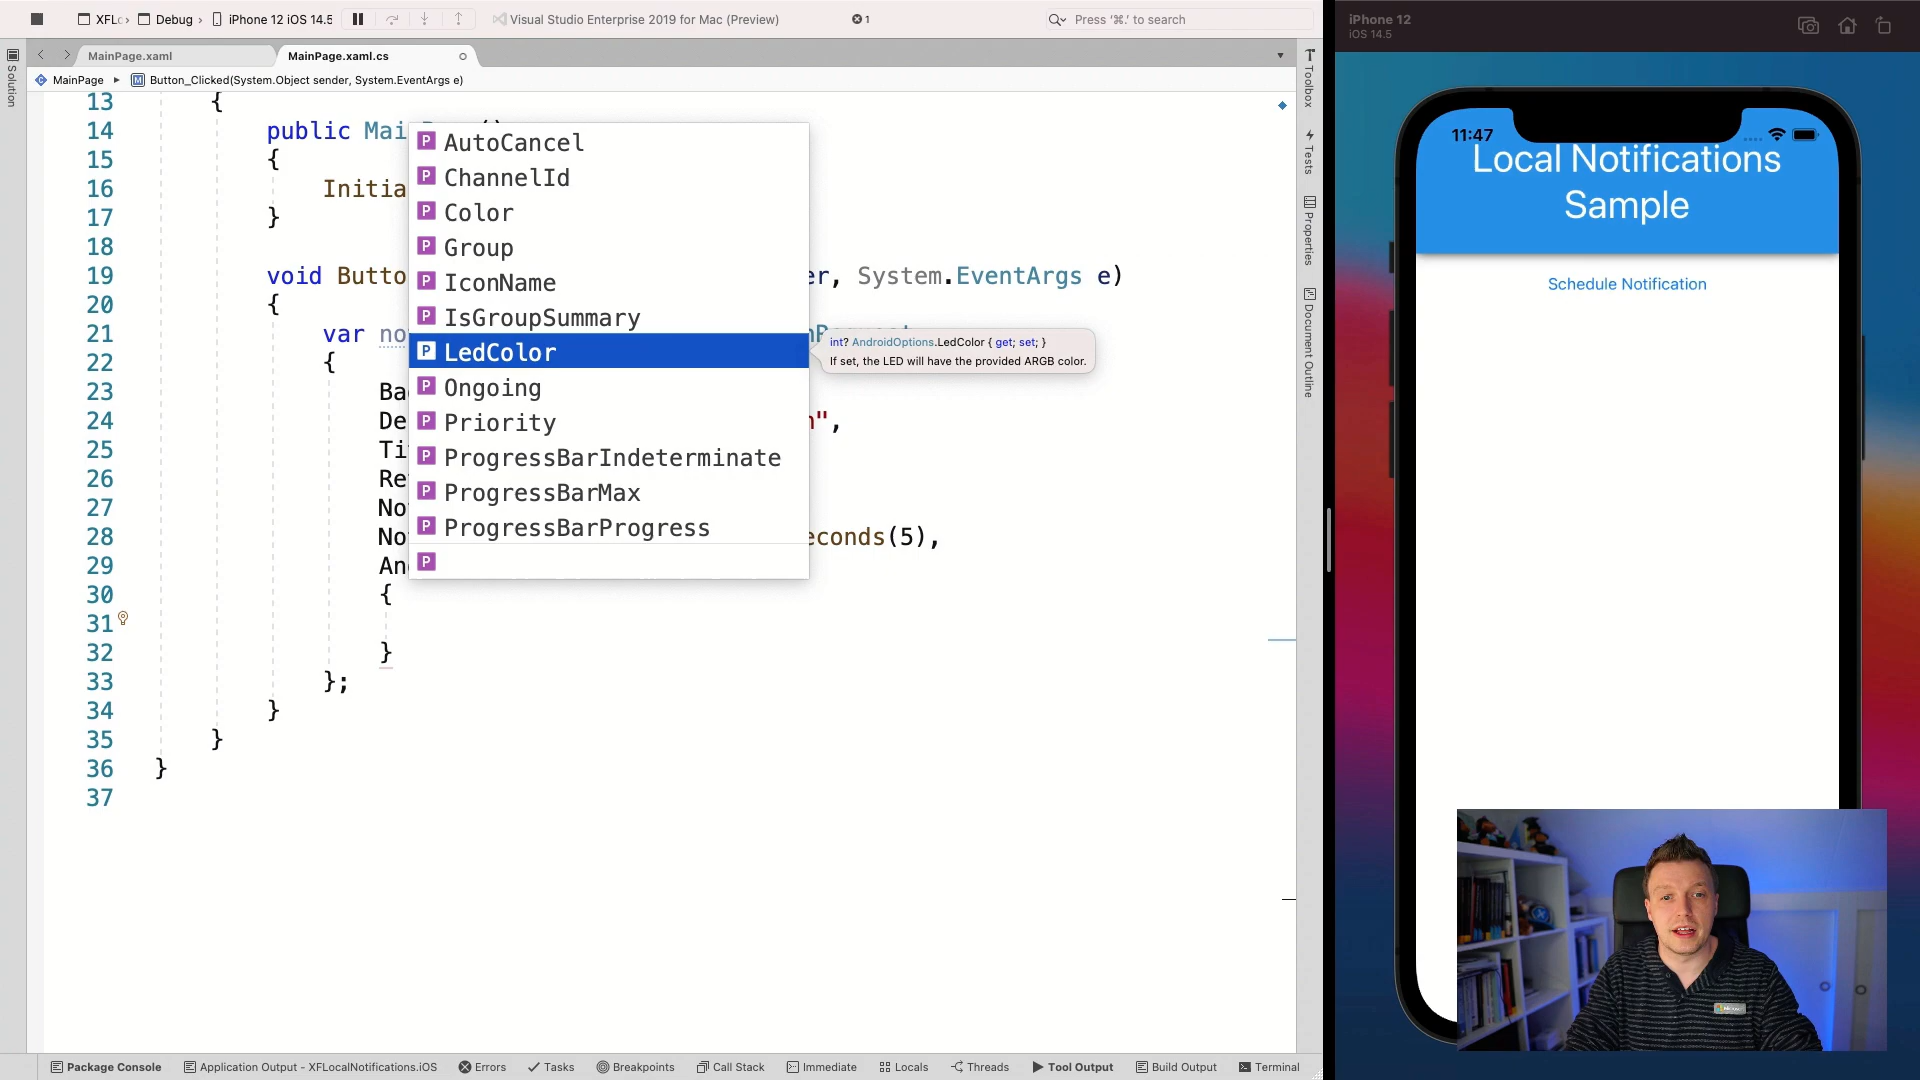 XFLc
Debug
iPhone 12 iOS 14.5
Visual Studio Enterprise 2019 for Mac (Preview)
1
Press '⌘.' to search
MainPage.xaml
MainPage.xaml.cs
MainPage
Button_Clicked(System.Object sender, System.EventArgs e)
Solution
13 {
14 public Mai
15 {
16 Initia
17 }
18
19 void Butto er, System.EventArgs e)
20 {
21 var no
22 {
23 Ba
24 De n",
25 Ti
26 Re
27 No
28 No econds(5),
29 An
30 {
31
32 }
33 };
34 }
35 }
36 }
37
P AutoCancel
P ChannelId
P Color
P Group
P IconName
P IsGroupSummary
P LedColor
P Ongoing
P Priority
P ProgressBarIndeterminate
P ProgressBarMax
P ProgressBarProgress
P
int? AndroidOptions.LedColor { get; set; }
If set, the LED will have the provided ARGB color.
Toolbox
Tests
Properties
Document Outline
Package Console
Application Output - XFLocalNotifications.iOS
Errors
Tasks
Breakpoints
Call Stack
Immediate
Locals
Threads
Tool Output
Build Output
Terminal
iPhone 12
iOS 14.5
11:47
Local Notifications
Sample
Schedule Notification